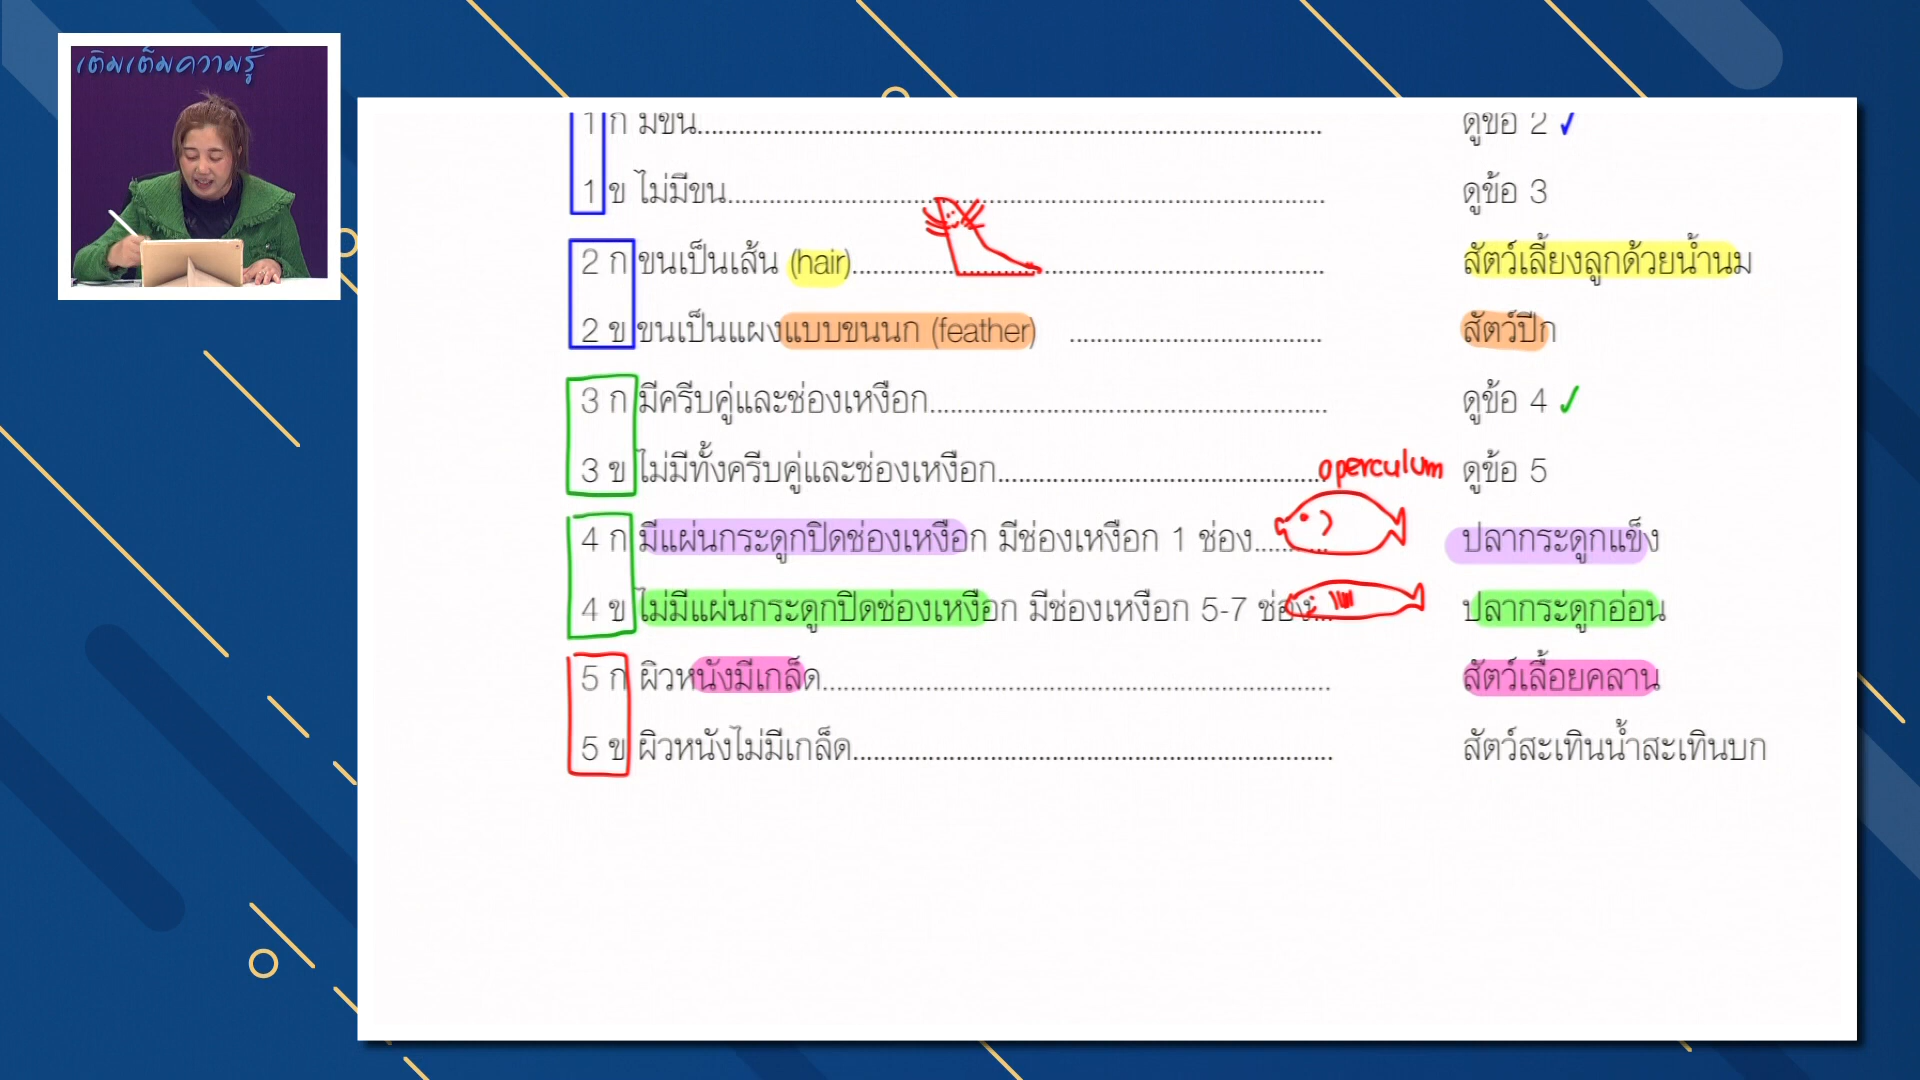 เติมเต็มความรู้
1 ก มีขน ดูข้อ 2 ✓
1 ข ไม่มีขน ดูข้อ 3
2 ก ขนเป็นเส้น (hair) สัตว์เลี้ยงลูกด้วยน้ำนม
2 ข ขนเป็นแผงแบบขนนก (feather) สัตว์ปีก
3 ก มีครีบคู่และช่องเหงือก ดูข้อ 4 ✓
3 ข ไม่มีทั้งครีบคู่และช่องเหงือก ดูข้อ 5
operculum
4 ก มีแผ่นกระดูกปิดช่องเหงือก มีช่องเหงือก 1 ช่อง ปลากระดูกแข็ง
4 ข ไม่มีแผ่นกระดูกปิดช่องเหงือก มีช่องเหงือก 5-7 ช่อง ปลากระดูกอ่อน
5 ก ผิวหนังมีเกล็ด สัตว์เลื้อยคลาน
5 ข ผิวหนังไม่มีเกล็ด สัตว์สะเทินน้ำสะเทินบก